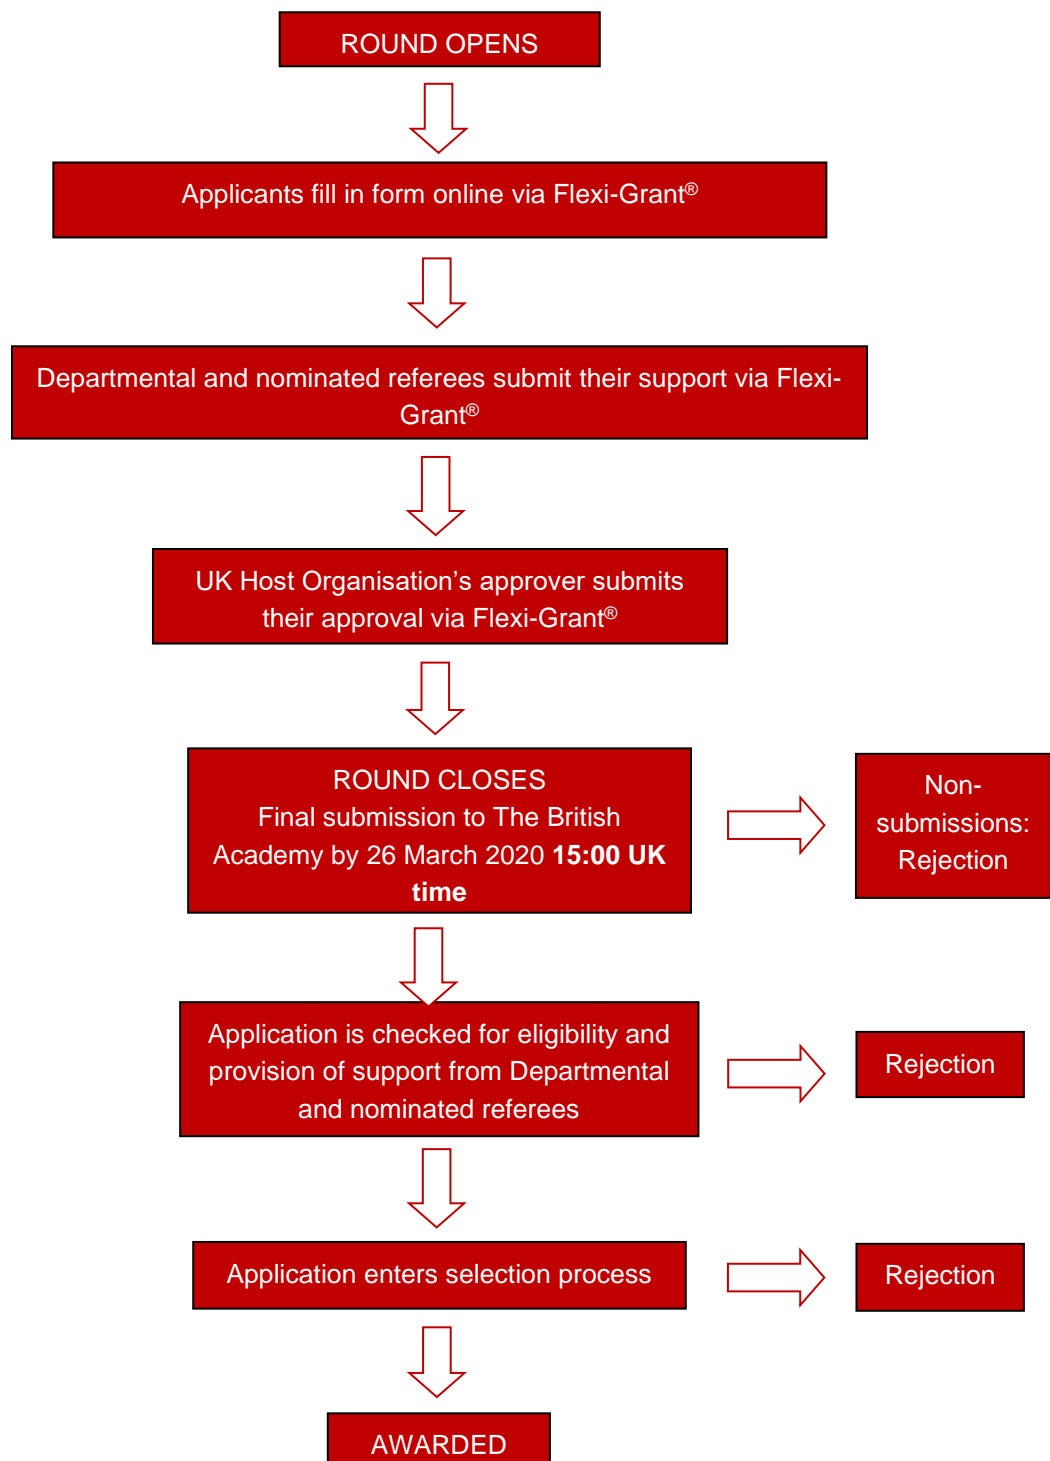 ROUND OPENS
Applicants fill in form online via Flexi-Grant®
Departmental and nominated referees submit their support via Flexi-
Grant®
UK Host Organisation’s approver submits
their approval via Flexi-Grant®
ROUND CLOSES
Final submission to The British
Academy by 26 March 2020 15:00 UK
time
Non-
submissions:
Rejection
Application is checked for eligibility and
provision of support from Departmental
and nominated referees
Rejection
Application enters selection process
Rejection
AWARDED